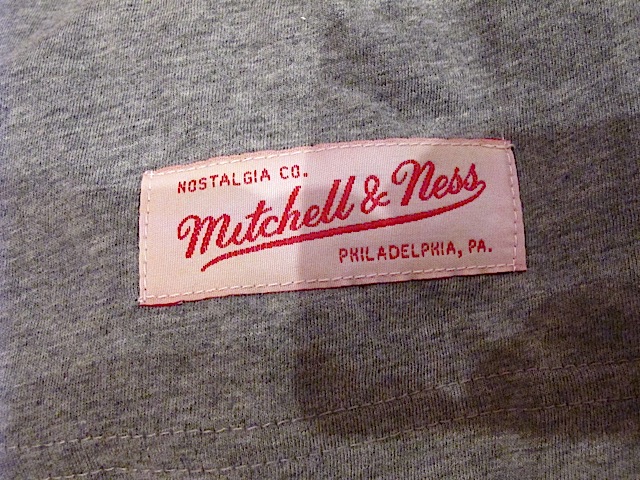 NOSTALGIA CO.
Mitchell & Ness
PHILADELPHIA, PA.